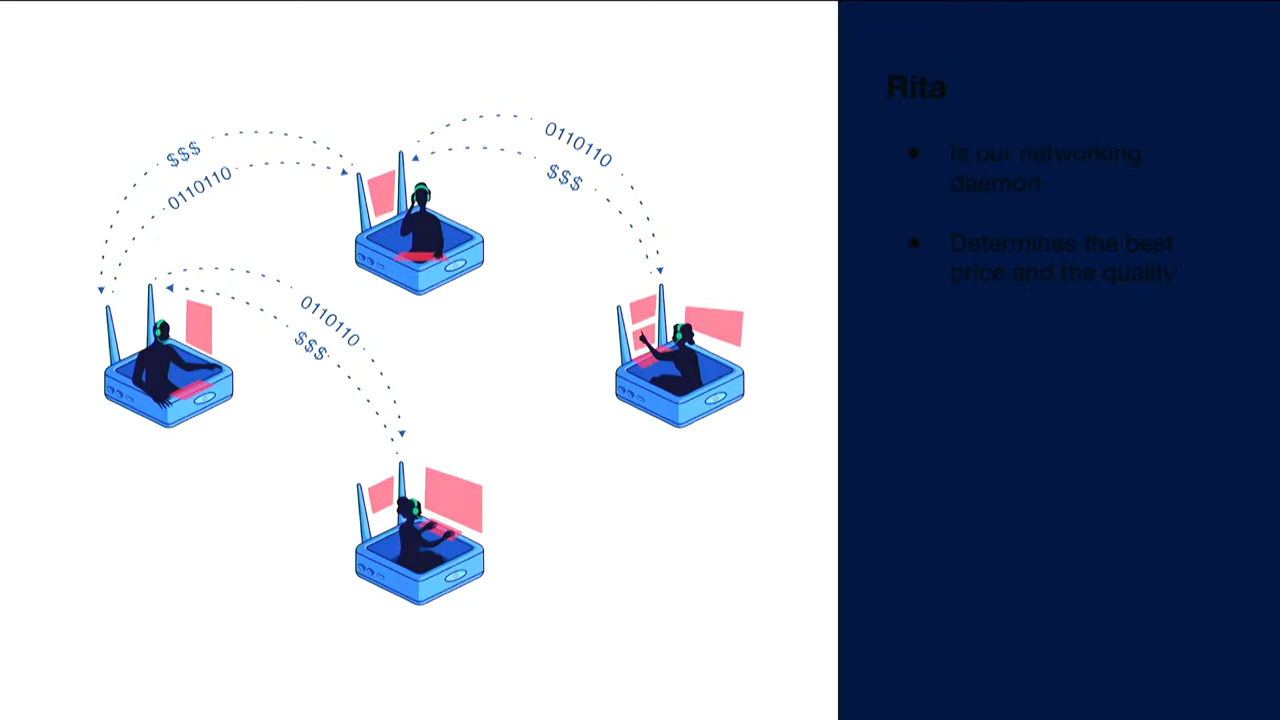 $$$
0110110
0110110
$$$
0110110
$$$
Rita
● Is our networking
daemon
● Determines the best
price and the quality